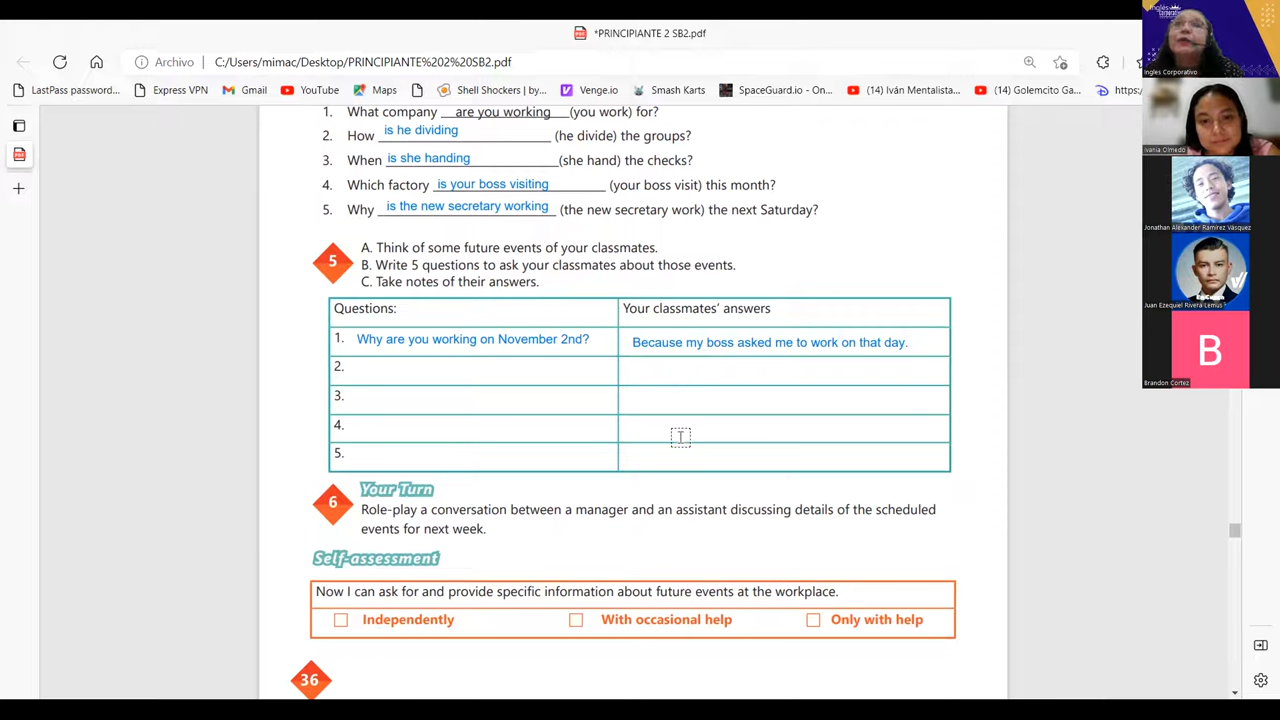 *PRINCIPIANTE 2 SB2.pdf
Archivo
C:/Users/mimac/Desktop/PRINCIPIANTE%202%20SB2.pdf
LastPass password...
Express VPN
Gmail
YouTube
Maps
Shell Shockers | by...
Venge.io
Smash Karts
SpaceGuard.io - On...
(14) Iván Mentalista...
(14) Golemcito Ga...
https:/
1. What company are you working (you work) for?
2. How is he dividing (he divide) the groups?
3. When is she handing (she hand) the checks?
4. Which factory is your boss visiting (your boss visit) this month?
5. Why is the new secretary working (the new secretary work) the next Saturday?
5
A. Think of some future events of your classmates.
B. Write 5 questions to ask your classmates about those events.
C. Take notes of their answers.
Questions:
Your classmates' answers
1. Why are you working on November 2nd?
Because my boss asked me to work on that day.
2.
3.
4.
5.
6
Your Turn
Role-play a conversation between a manager and an assistant discussing details of the scheduled
events for next week.
Self-assessment
Now I can ask for and provide specific information about future events at the workplace.
Independently
With occasional help
Only with help
36
Ingles Corporativo
Ivania Olmedo
Jonathan Alexander Ramirez Vasquez
Juan Ezequiel Rivera Lemus
B
Brandon Cortez